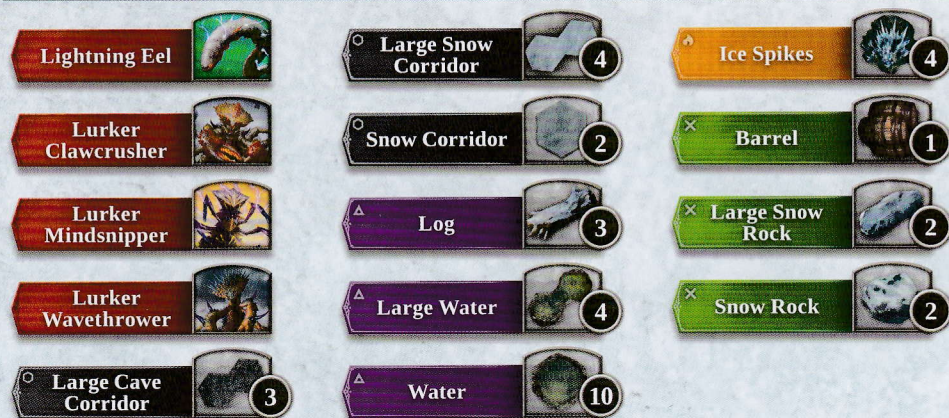 Lightning Eel
Lurker
Clawcrusher
Lurker
Mindsnipper
Lurker
Wavethrower
Large Cave
Corridor
3
Large Snow
Corridor
4
Snow Corridor
2
Log
3
Large Water
4
Water
10
Ice Spikes
4
Barrel
1
Large Snow
Rock
2
Snow Rock
2